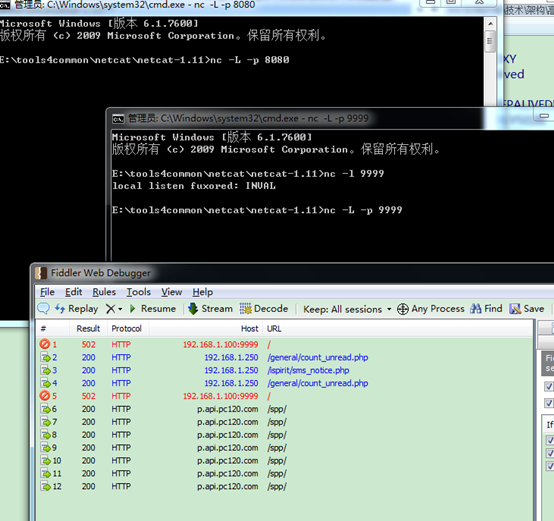 管理员: C:\Windows\system32\cmd.exe - nc -L -p 8080
技术\架构\富
Microsoft Windows [版本 6.1.7600]
版权所有 (c) 2009 Microsoft Corporation。保留所有权利。
E:\tools4common\netcat\netcat-1.11>nc -L -p 8080
管理员: C:\Windows\system32\cmd.exe - nc -L -p 9999
Microsoft Windows [版本 6.1.7600]
版权所有 (c) 2009 Microsoft Corporation。保留所有权利。
E:\tools4common\netcat\netcat-1.11>nc -l 9999
local listen fuxored: INVAL
E:\tools4common\netcat\netcat-1.11>nc -L -p 9999
Fiddler Web Debugger
File Edit Rules Tools View Help
Replay Resume Stream Decode Keep: All sessions Any Process Find Save
# Result Protocol Host URL
1 502 HTTP 192.168.1.100:9999 /
2 200 HTTP 192.168.1.250 /general/count_unread.php
3 200 HTTP 192.168.1.250 /ispirit/sms_notice.php
4 200 HTTP 192.168.1.250 /general/count_unread.php
5 502 HTTP 192.168.1.100:9999 /
6 200 HTTP p.api.pc120.com /spp/
7 200 HTTP p.api.pc120.com /spp/
8 200 HTTP p.api.pc120.com /spp/
9 200 HTTP p.api.pc120.com /spp/
10 200 HTTP p.api.pc120.com /spp/
11 200 HTTP p.api.pc120.com /spp/
12 200 HTTP p.api.pc120.com /spp/
If